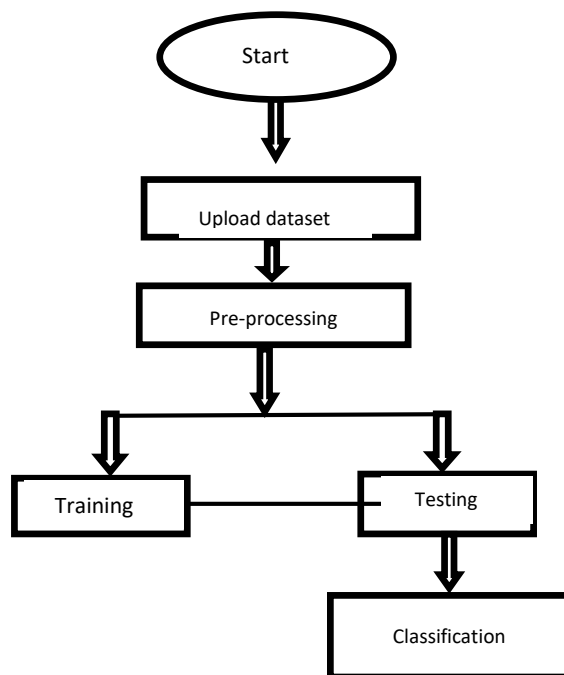 Start
Upload dataset
Pre-processing
Training
Testing
Classification